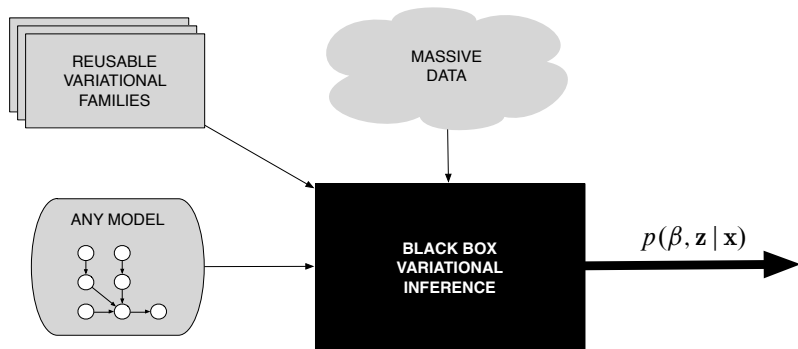 REUSABLE
VARIATIONAL
FAMILIES
MASSIVE
DATA
ANY MODEL
BLACK BOX
VARIATIONAL
INFERENCE
p(β, z | x)